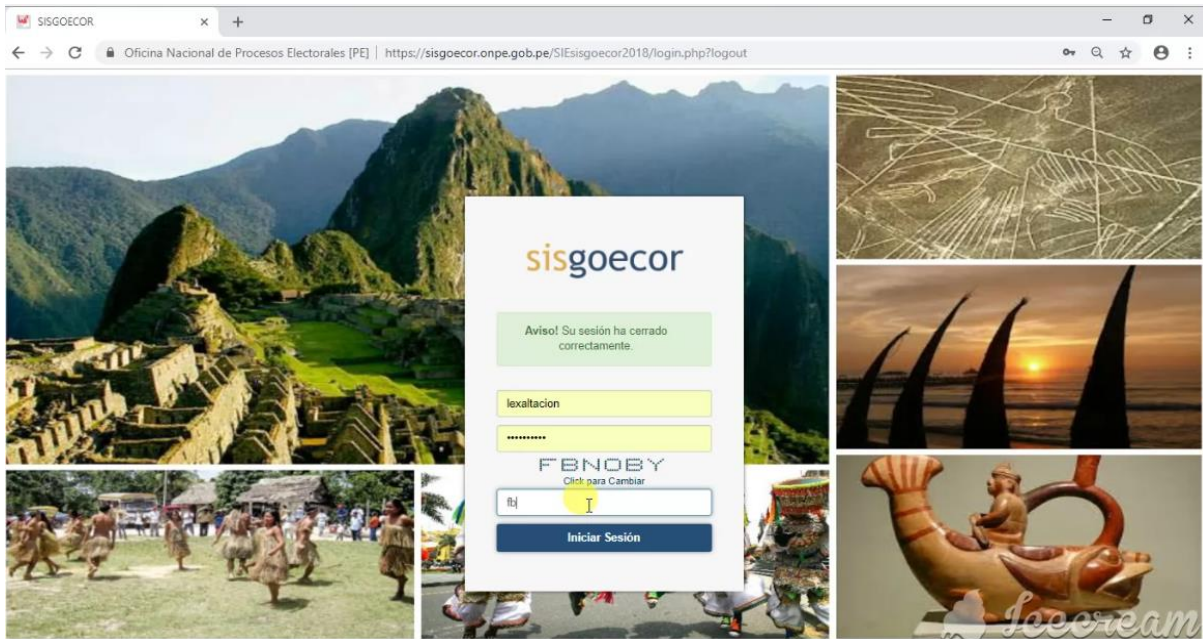 SISGOECOR
Oficina Nacional de Procesos Electorales [PE] | https://sisgoecor.onpe.gob.pe/SIEsisgoecor2018/login.php?logout
sisgoecor
Aviso! Su sesión ha cerrado
correctamente.
lexaltacion
••••••••••
FBNOBY
Click para Cambiar
fb
Iniciar Sesión
Icecream